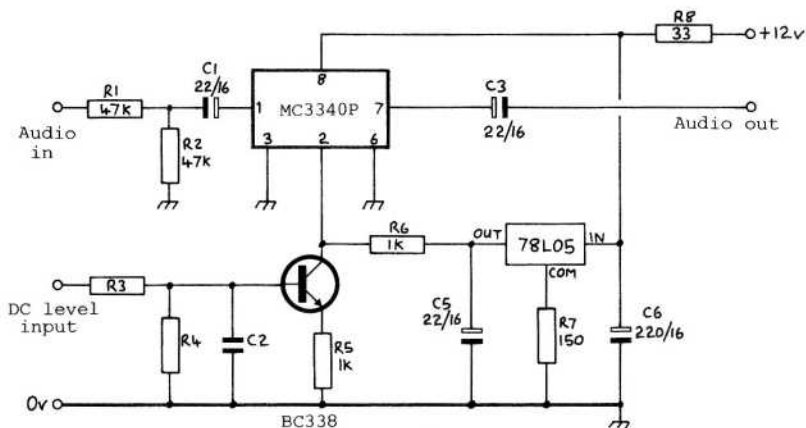 R8
33
+12v
C1
22/16
8
C3
R1
47K
1
MC3340P
7
Audio
in
R2
47K
3
2
6
22/16
Audio out
R6
1K
OUT
78L05
IN
COM
R3
DC level
input
R4
C2
R5
1K
C5
22/16
R7
150
C6
220/16
0v
BC338